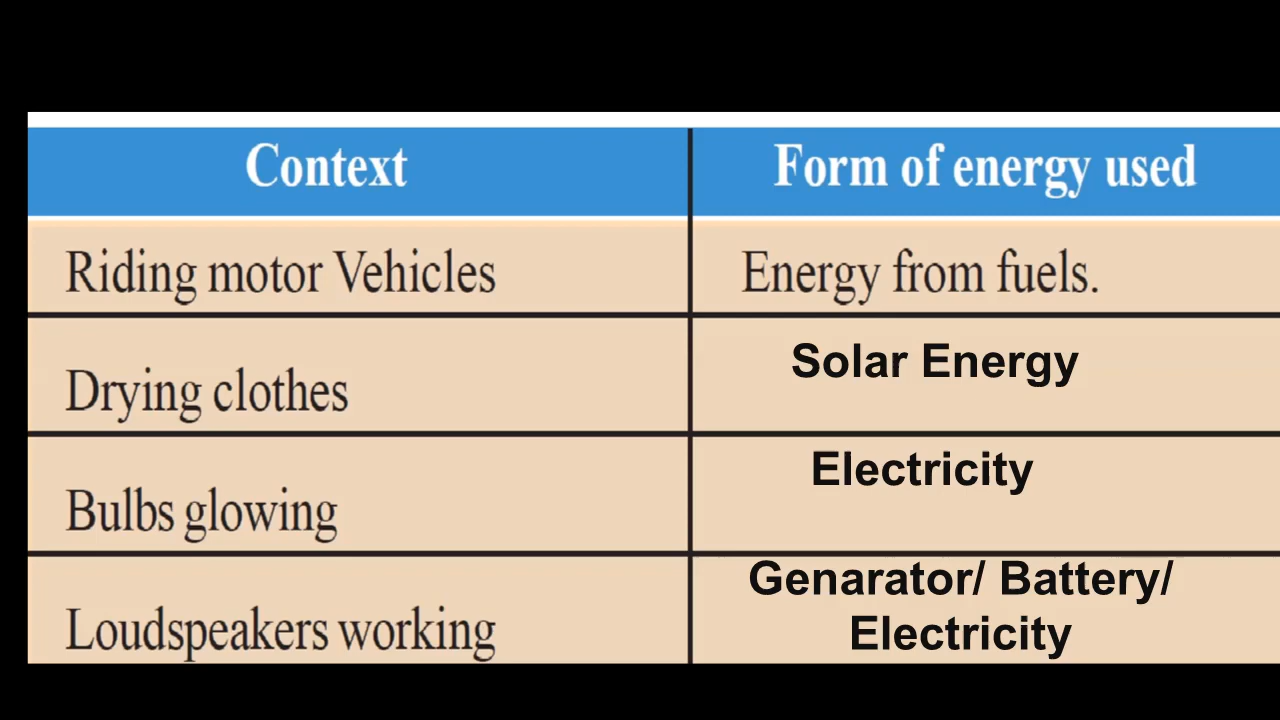 Context Form of energy used
Riding motor Vehicles Energy from fuels.
Drying clothes Solar Energy
Bulbs glowing Electricity
Loudspeakers working Genarator/ Battery/
Electricity